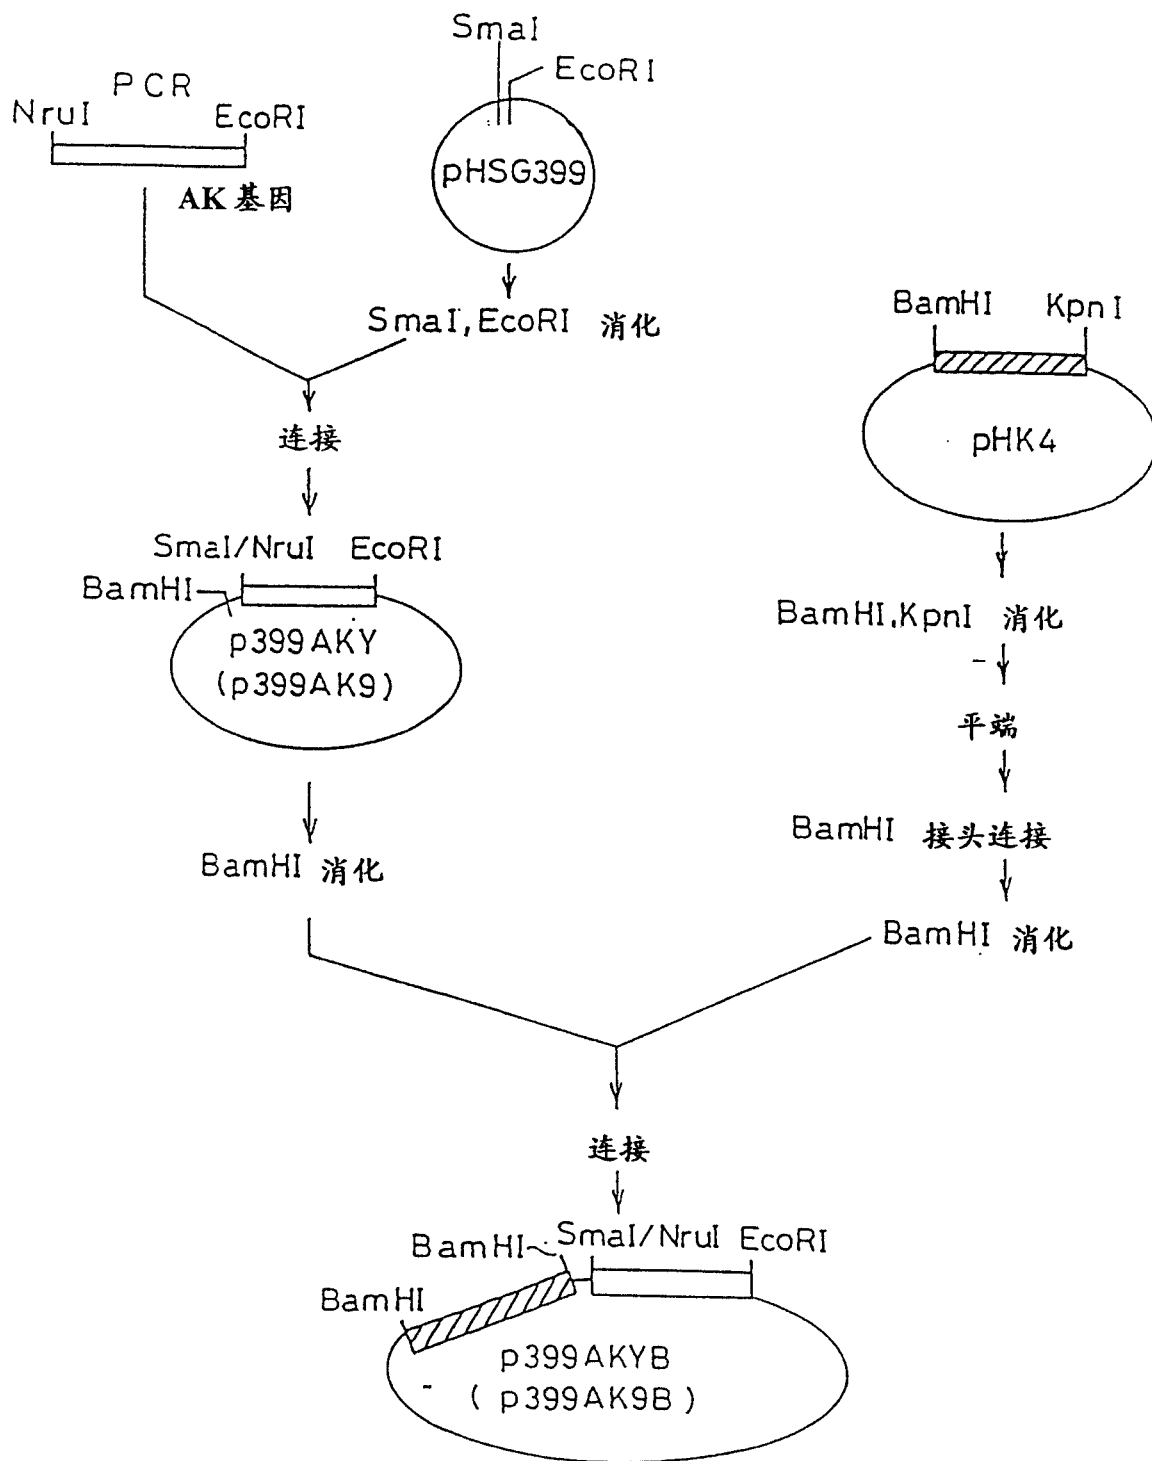 SmaI
PCR
EcoRI
NruI
EcoRI
pHSG399
AK 基因
SmaI,EcoRI 消化
BamHI KpnI
连接
pHK4
SmaI/NruI EcoRI
BamHI
BamHI,KpnI 消化
p399AKY
(p399AK9)
平端
BamHI 消化
BamHI 接头连接
BamHI 消化
连接
BamHI
SmaI/NruI EcoRI
BamHI
p399AKYB
(p399AK9B)